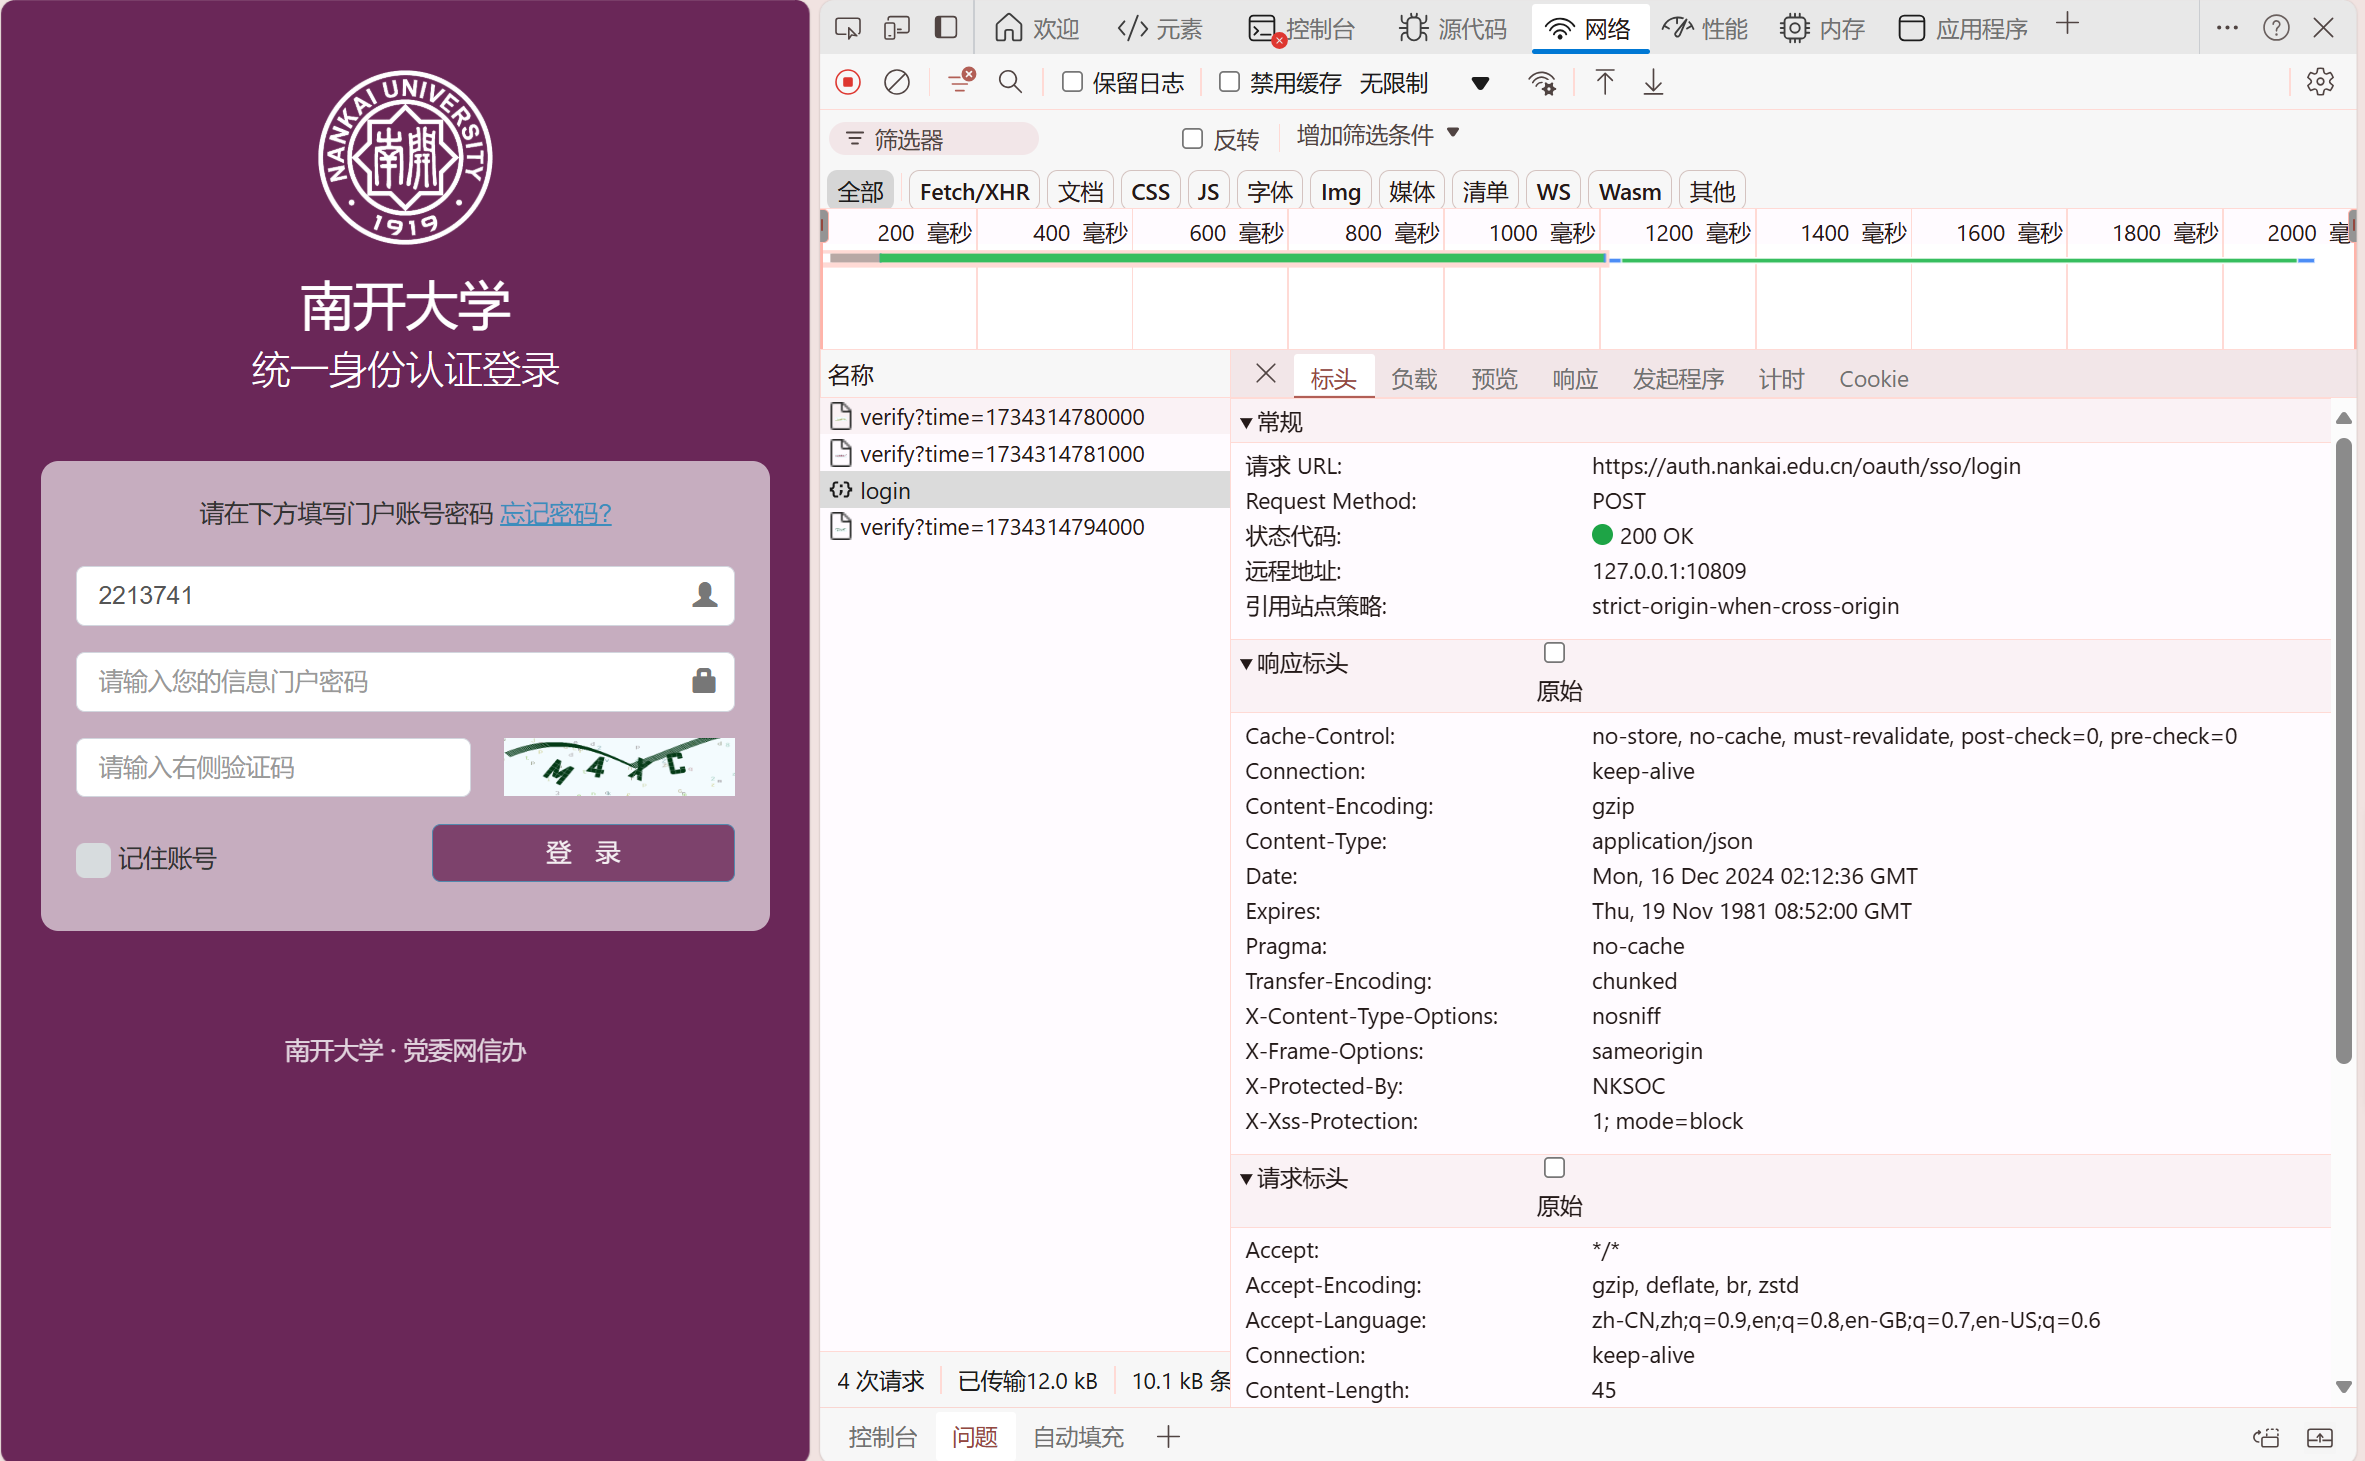 NANKAI UNIVERSITY
南開
· 1919 ·
南开大学
统一身份认证登录
请在下方填写门户账号密码 忘记密码?
2213741
请输入您的信息门户密码
请输入右侧验证码
M4XC
记住账号
登 录
南开大学 · 党委网信办
欢迎
元素
控制台
源代码
网络
性能
内存
应用程序
保留日志
禁用缓存
无限制
筛选器
反转
增加筛选条件
全部
Fetch/XHR
文档
CSS
JS
字体
Img
媒体
清单
WS
Wasm
其他
200 毫秒
400 毫秒
600 毫秒
800 毫秒
1000 毫秒
1200 毫秒
1400 毫秒
1600 毫秒
1800 毫秒
2000 毫
名称
verify?time=1734314780000
verify?time=1734314781000
login
verify?time=1734314794000
4 次请求
已传输12.0 kB
10.1 kB 条
标头
负载
预览
响应
发起程序
计时
Cookie
常规
请求 URL: https://auth.nankai.edu.cn/oauth/sso/login
Request Method: POST
状态代码: 200 OK
远程地址: 127.0.0.1:10809
引用站点策略: strict-origin-when-cross-origin
响应标头
原始
Cache-Control: no-store, no-cache, must-revalidate, post-check=0, pre-check=0
Connection: keep-alive
Content-Encoding: gzip
Content-Type: application/json
Date: Mon, 16 Dec 2024 02:12:36 GMT
Expires: Thu, 19 Nov 1981 08:52:00 GMT
Pragma: no-cache
Transfer-Encoding: chunked
X-Content-Type-Options: nosniff
X-Frame-Options: sameorigin
X-Protected-By: NKSOC
X-Xss-Protection: 1; mode=block
请求标头
原始
Accept: */*
Accept-Encoding: gzip, deflate, br, zstd
Accept-Language: zh-CN,zh;q=0.9,en;q=0.8,en-GB;q=0.7,en-US;q=0.6
Connection: keep-alive
Content-Length: 45
控制台
问题
自动填充